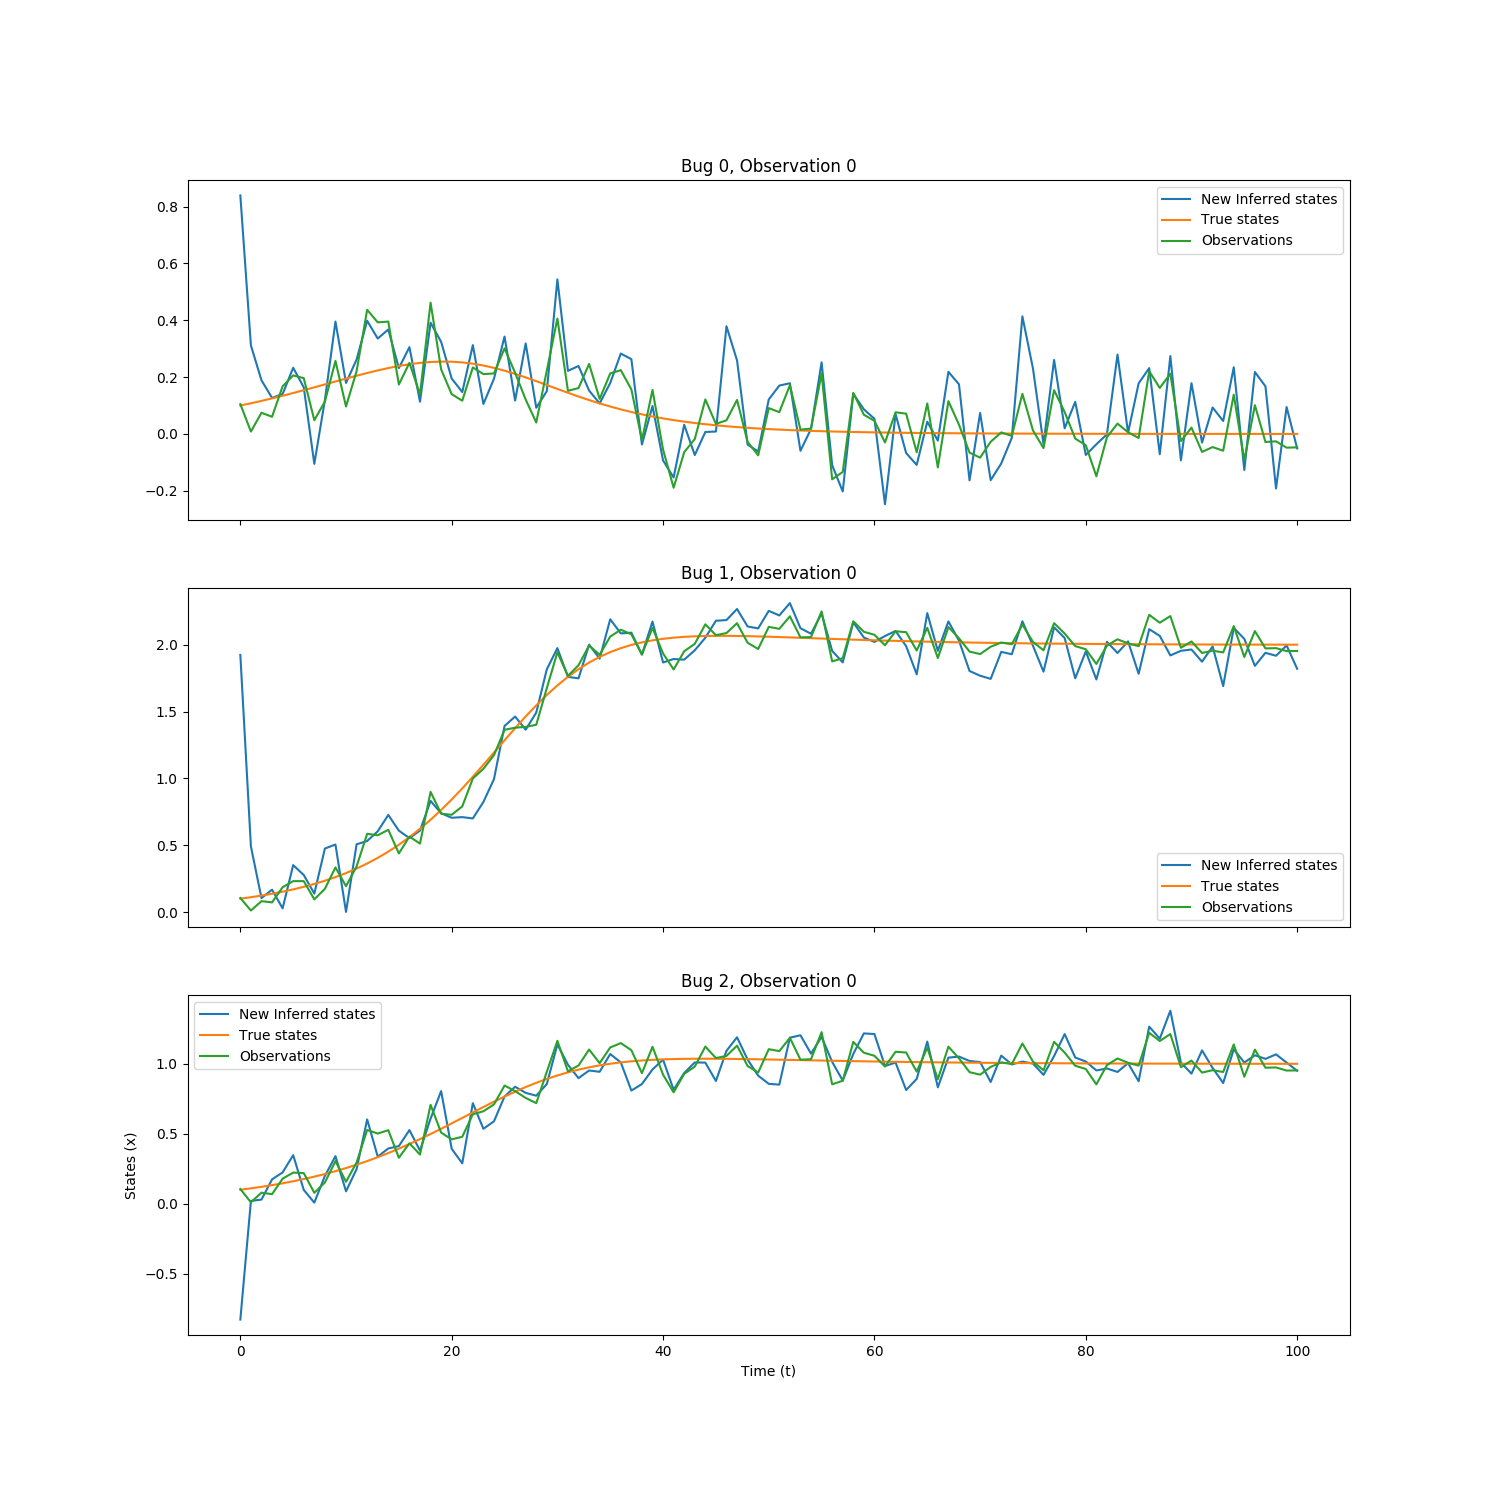 Bug 0, Observation 0
0.8
0.6
0.4
0.2
0.0
−0.2
New Inferred states
True states
Observations
Bug 1, Observation 0
2.0
1.5
1.0
0.5
0.0
New Inferred states
True states
Observations
Bug 2, Observation 0
New Inferred states
True states
Observations
1.0
0.5
0.0
−0.5
States (x)
0 20 40 60 80 100
Time (t)